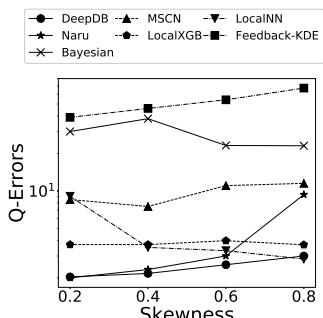 DeepDB MSCN LocalNN
Naru LocalXGB Feedback-KDE
Bayesian
Q-Errors
10¹
0.2 0.4 0.6 0.8
Skewness